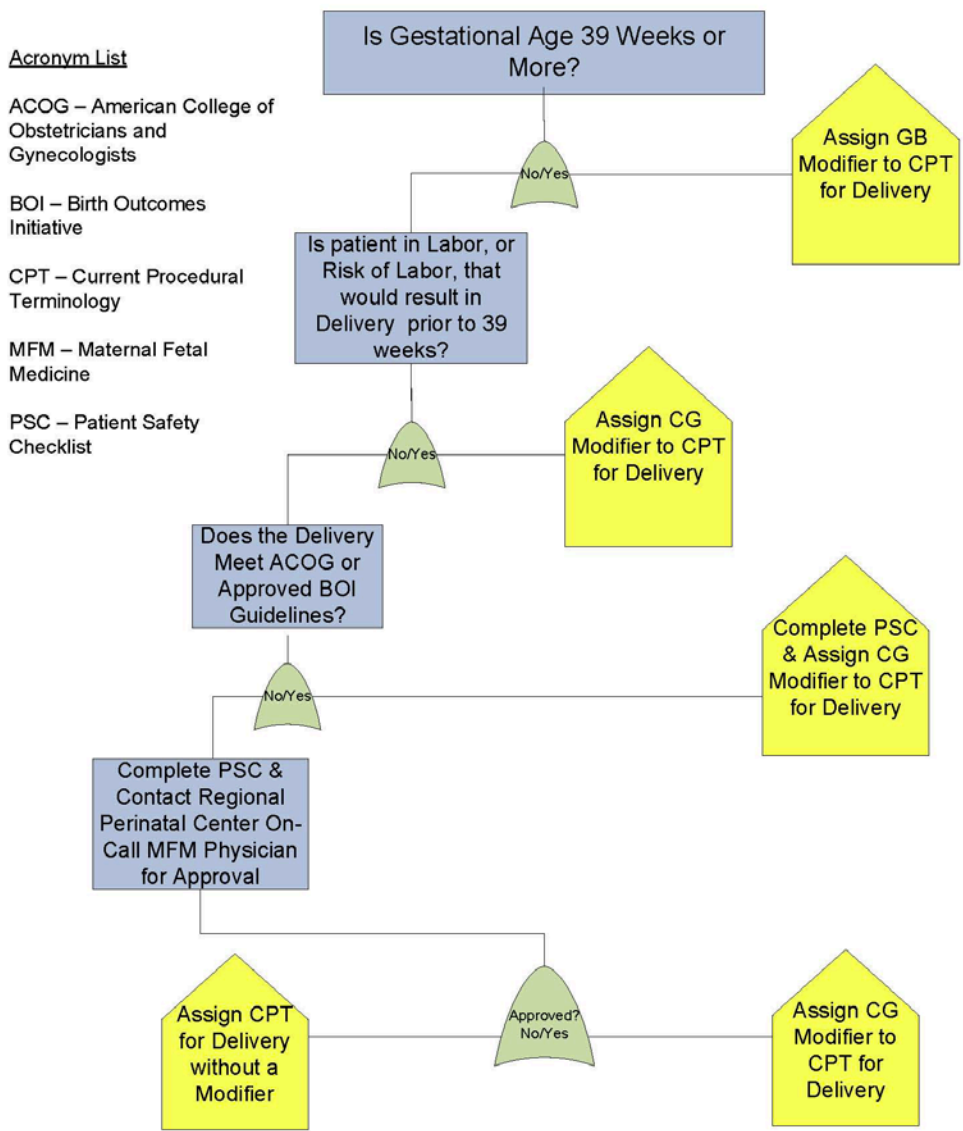 Acronym List
ACOG – American College of
Obstetricians and
Gynecologists
BOI – Birth Outcomes
Initiative
CPT – Current Procedural
Terminology
MFM – Maternal Fetal
Medicine
PSC – Patient Safety
Checklist
Is Gestational Age 39 Weeks or
More?
No/Yes
Assign GB
Modifier to CPT
for Delivery
Is patient in Labor, or
Risk of Labor, that
would result in
Delivery prior to 39
weeks?
No/Yes
Assign CG
Modifier to CPT
for Delivery
Does the Delivery
Meet ACOG or
Approved BOI
Guidelines?
No/Yes
Complete PSC
& Assign CG
Modifier to CPT
for Delivery
Complete PSC &
Contact Regional
Perinatal Center On-
Call MFM Physician
for Approval
Approved?
No/Yes
Assign CPT
for Delivery
without a
Modifier
Assign CG
Modifier to
CPT for
Delivery